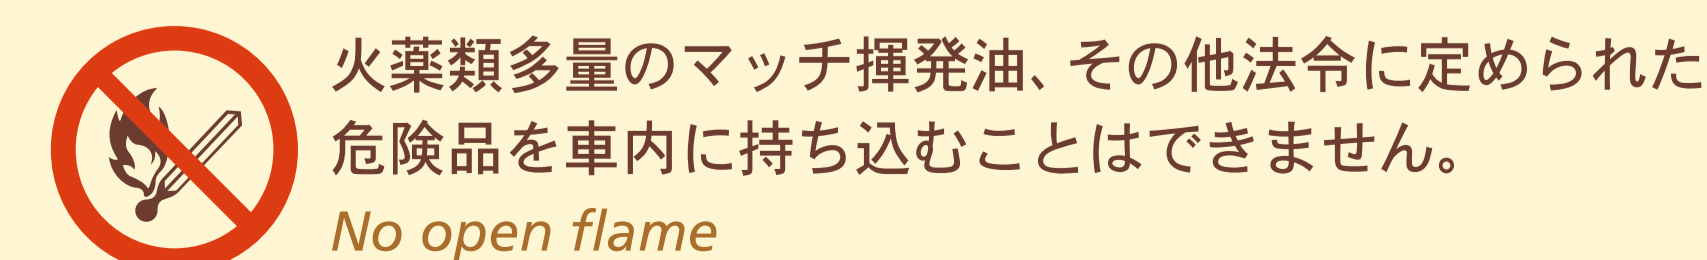 火薬類多量のマッチ揮発油、その他法令に定められた
危険品を車内に持ち込むことはできません。
No open flame